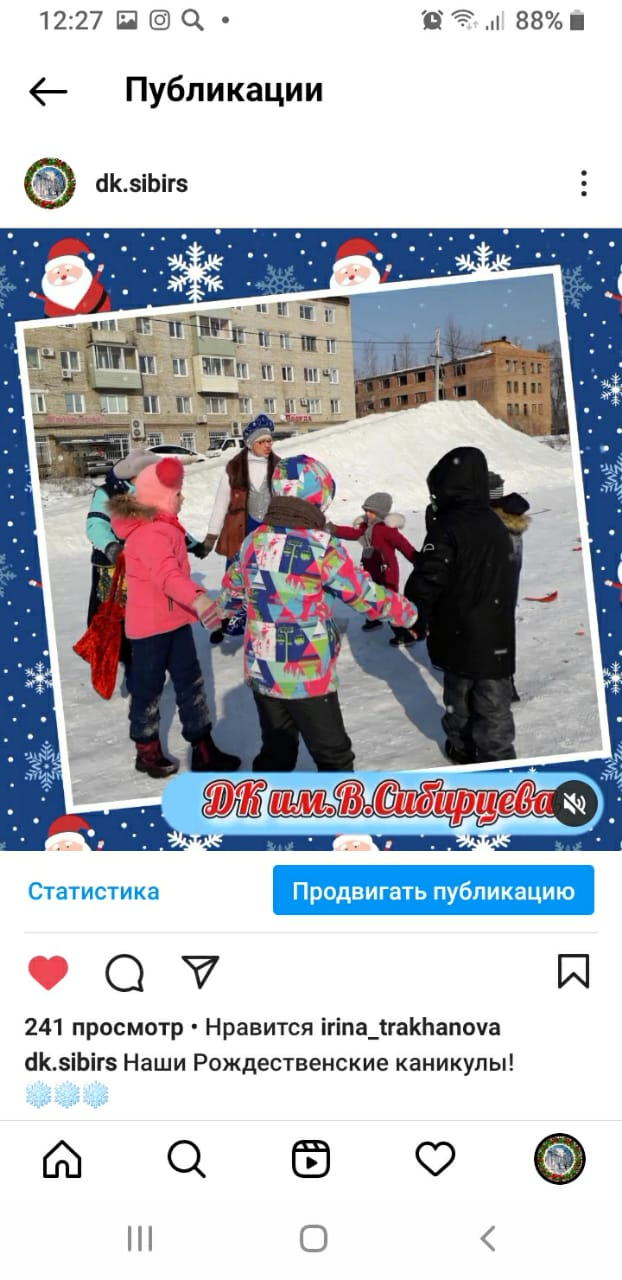 12:27
88%
Публикации
dk.sibirs
ДК им.В.Сибирцева
Статистика
Продвигать публикацию
241 просмотр • Нравится irina_trakhanova
dk.sibirs Наши Рождественские каникулы!